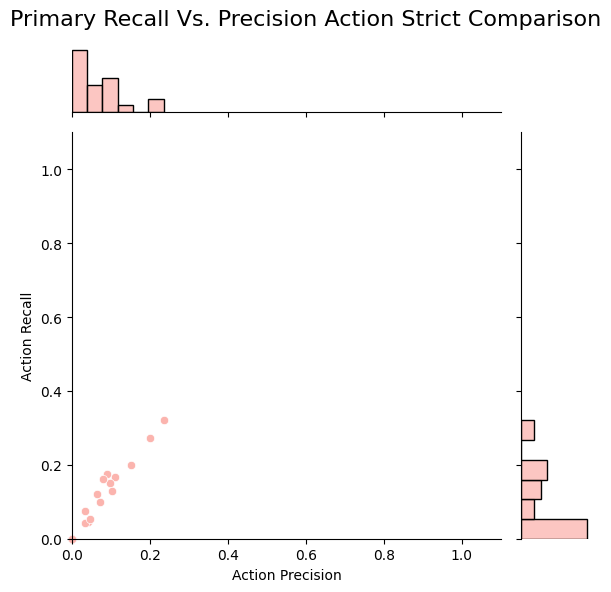 Primary Recall Vs. Precision Action Strict Comparison
1.0
0.8
0.6
0.4
0.2
0.0
Action Recall
0.0 0.2 0.4 0.6 0.8 1.0
Action Precision